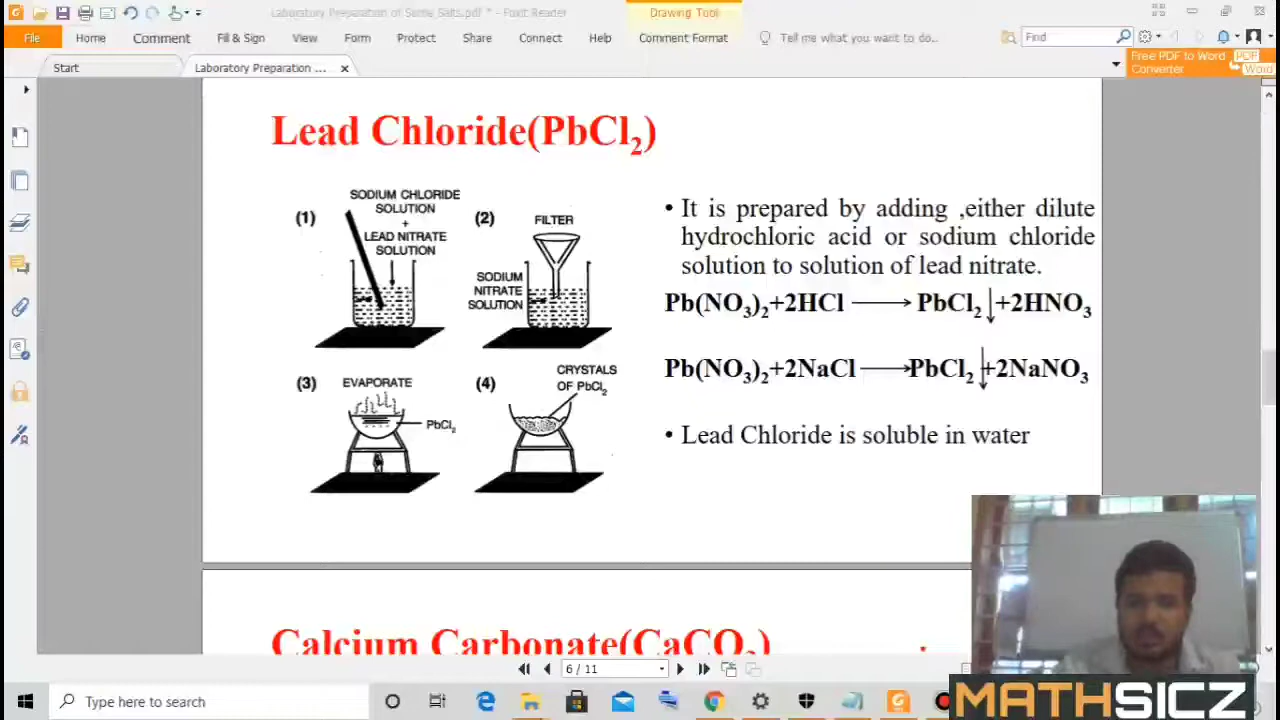 Laboratory Preparation of Some Salts.pdf * - Foxit Reader
Drawing Tool
File Home Comment Fill & Sign View Form Protect Share Connect Help Comment Format Tell me what you want to do.. Find
Start
Laboratory Preparation ...
Free PDF to Word
Converter
PDF
Word
Lead Chloride(PbCl₂)
(1)
SODIUM CHLORIDE
SOLUTION
+
LEAD NITRATE
SOLUTION
(2)
FILTER
SODIUM
NITRATE
SOLUTION
(3)
EVAPORATE
PbCl₂
(4)
CRYSTALS
OF PbCl₂
• It is prepared by adding ,either dilute
hydrochloric acid or sodium chloride
solution to solution of lead nitrate.
Pb(NO₃)₂+2HCl ⟶ PbCl₂↓+2HNO₃
Pb(NO₃)₂+2NaCl ⟶PbCl₂↓+2NaNO₃
• Lead Chloride is soluble in water
Calcium Carbonate(CaCO₃)
6 / 11
Type here to search
MATHSICZ